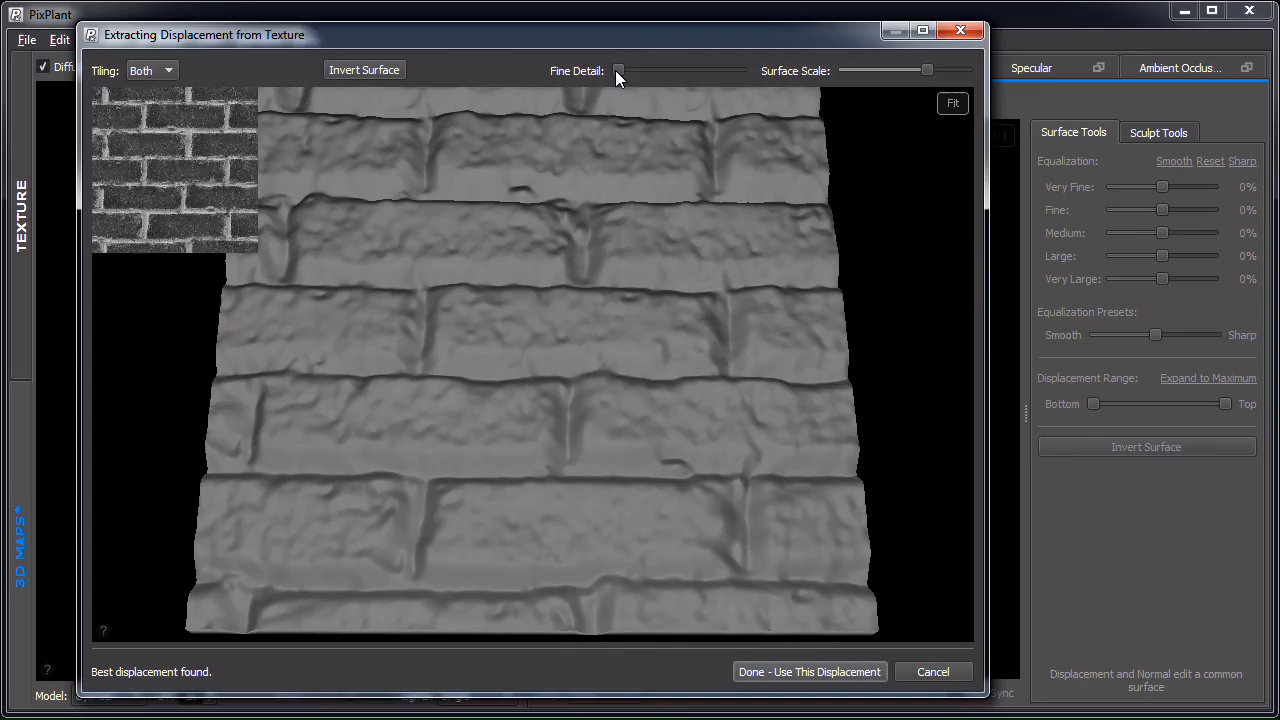 PixPlant
File Edit
Extracting Displacement from Texture
Tiling: Both Invert Surface Fine Detail: Surface Scale:
Specular Ambient Occlus...
Fit
Surface Tools Sculpt Tools
Equalization: Smooth Reset Sharp
Very Fine: 0%
Fine: 0%
Medium: 0%
Large: 0%
Very Large: 0%
Equalization Presets:
Smooth Sharp
Displacement Range: Expand to Maximum
Bottom Top
Invert Surface
TEXTURE
3D MAPS*
?
?
Best displacement found. Done - Use This Displacement Cancel
Displacement and Normal edit a common
surface
Model: Sync